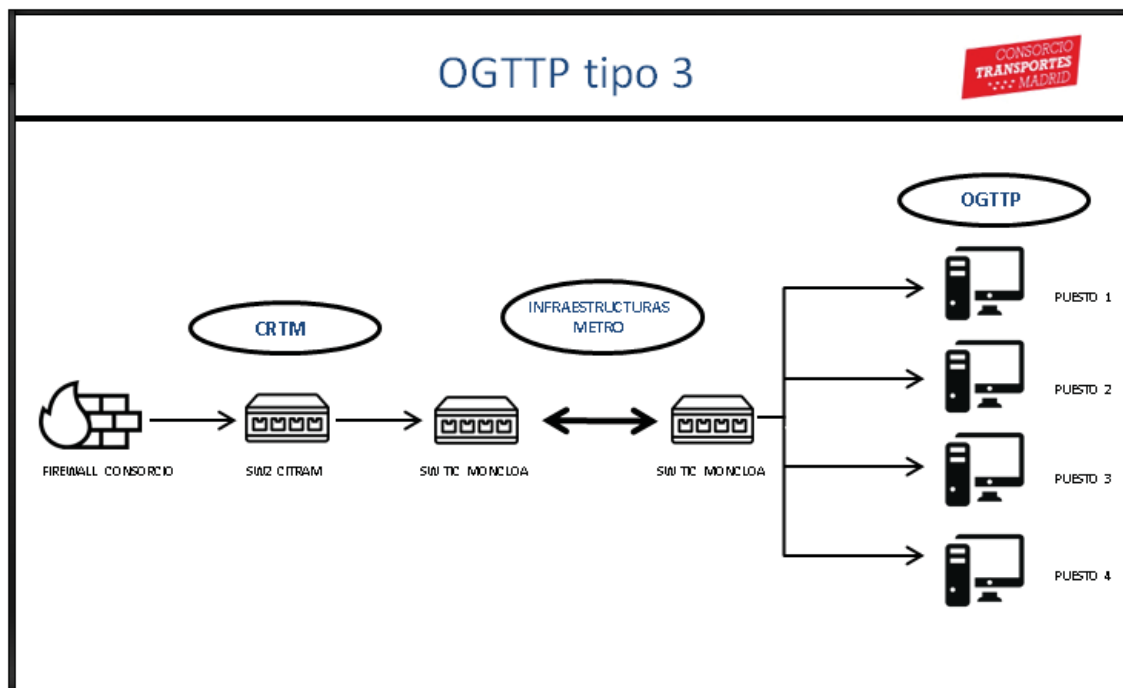 OGTTP tipo 3
CONSORCIO
TRANSPORTES
MADRID
OGTTP
CRTM
INFRAESTRUCTURAS
METRO
PUESTO 1
PUESTO 2
PUESTO 3
PUESTO 4
FIREWALL CONSORCIO
SW2 CITRAM
SW TIC MONCLOA
SW TIC MONCLOA